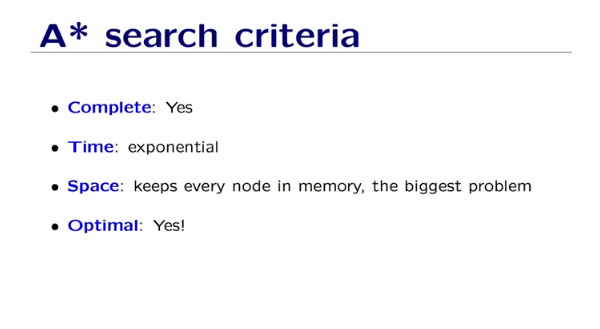 A* search criteria
• Complete: Yes
• Time: exponential
• Space: keeps every node in memory, the biggest problem
• Optimal: Yes!